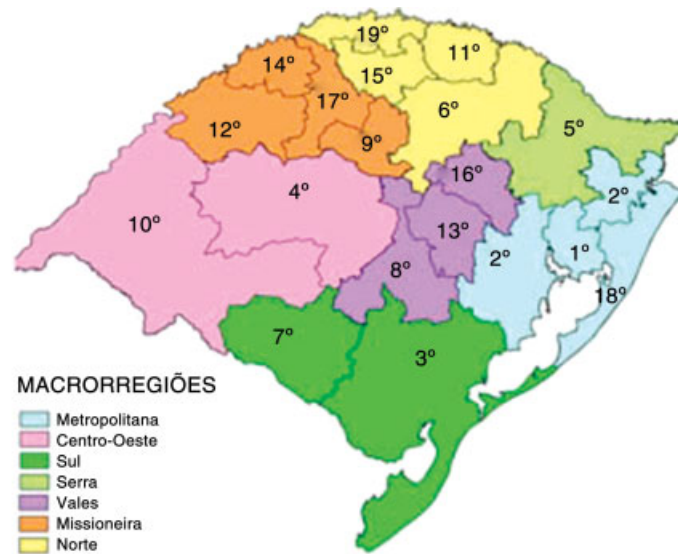 19º
11º
14º
15º
17º
6º
12º
9º
5º
16º
2º
4º
10º
13º
2º
1º
8º
18º
7º
3º
MACRORREGIÕES
Metropolitana
Centro-Oeste
Sul
Serra
Vales
Missioneira
Norte